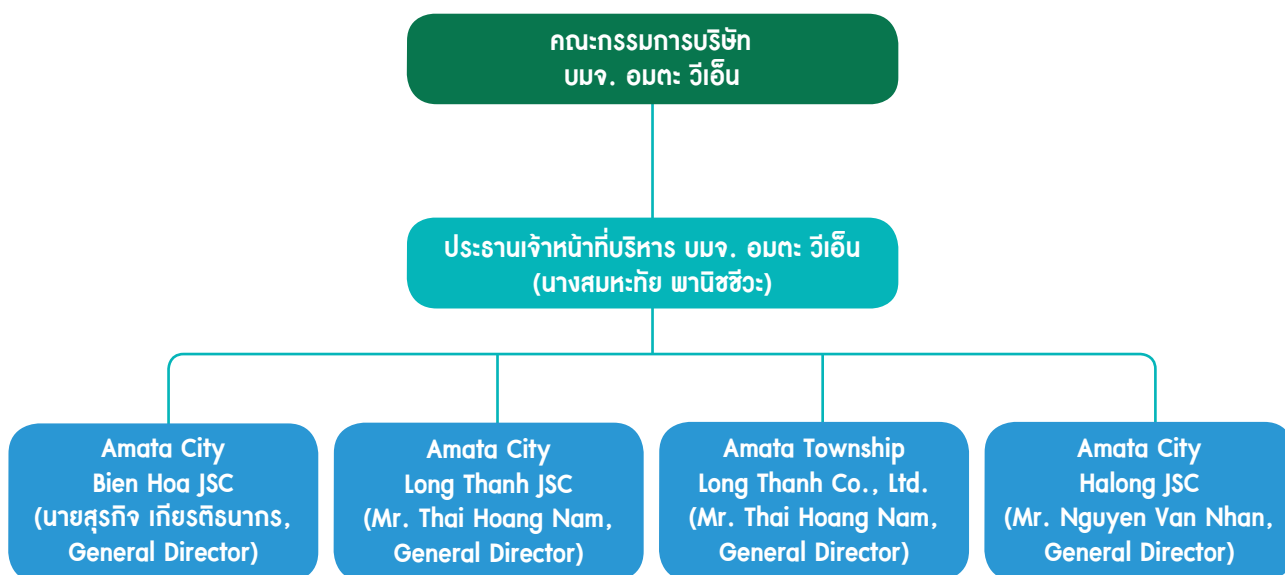 คณะกรรมการบริษัท
บมจ. อมตะ วีเอ็น
ประธานเจ้าหน้าที่บริหาร บมจ. อมตะ วีเอ็น
(นางสมหะทัย พานิชชีวะ)
Amata City
Bien Hoa JSC
(นายสุรกิจ เกียรติธนากร,
General Director)
Amata City
Long Thanh JSC
(Mr. Thai Hoang Nam,
General Director)
Amata Township
Long Thanh Co., Ltd.
(Mr. Thai Hoang Nam,
General Director)
Amata City
Halong JSC
(Mr. Nguyen Van Nhan,
General Director)